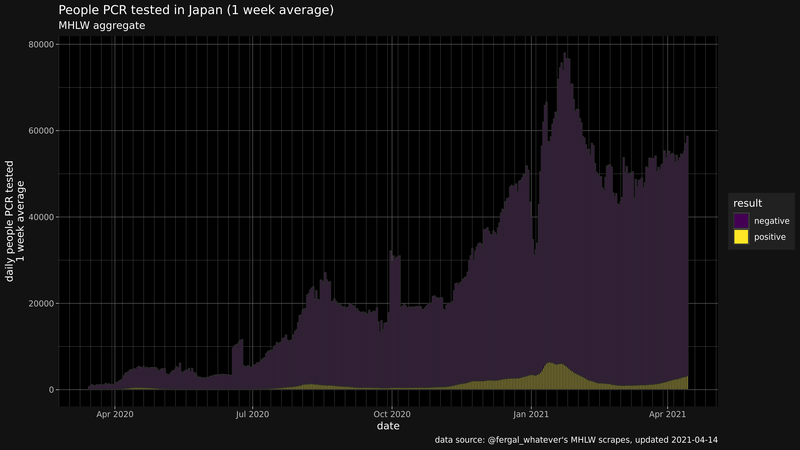 People PCR tested in Japan (1 week average)
MHLW aggregate
80000
60000
40000
20000
0
daily people PCR tested
1 week average
Apr 2020
Jul 2020
Oct 2020
Jan 2021
Apr 2021
date
result
negative
positive
data source: @fergal_whatever's MHLW scrapes, updated 2021-04-14